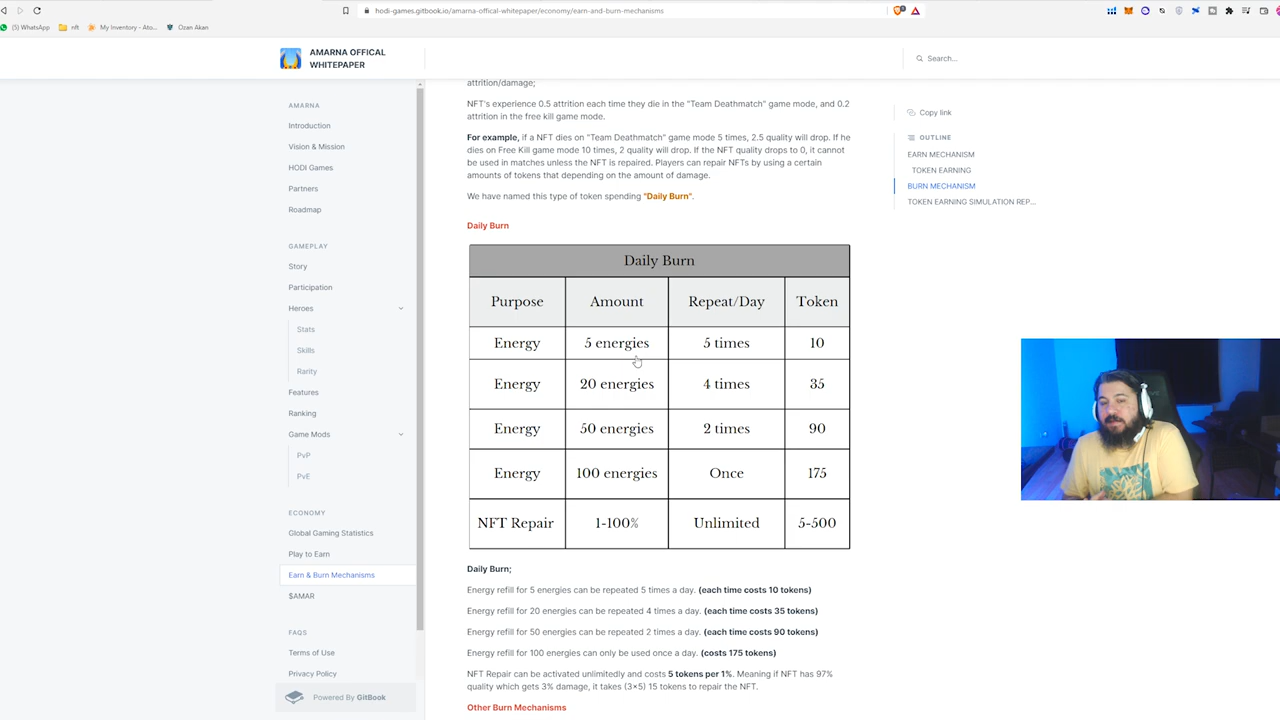 hodi-games.gitbook.io/amarna-offical-whitepaper/economy/earn-and-burn-mechanisms
(1) WhatsApp
nft
My Inventory - Ato...
Ozan Akan
AMARNA OFFICAL
WHITEPAPER
Search...
AMARNA
Introduction
Vision & Mission
HODI Games
Partners
Roadmap
GAMEPLAY
Story
Participation
Heroes
Stats
Skills
Rarity
Features
Ranking
Game Mods
PvP
PvE
ECONOMY
Global Gaming Statistics
Play to Earn
Earn & Burn Mechanisms
$AMAR
FAQS
Terms of Use
Privacy Policy
Powered By GitBook
attrition/damage;
NFT's experience 0.5 attrition each time they die in the "Team Deathmatch" game mode, and 0.2
attrition in the free kill game mode.
For example, if a NFT dies on "Team Deathmatch" game mode 5 times, 2.5 quality will drop. If he
dies on Free Kill game mode 10 times, 2 quality will drop. If the NFT quality drops to 0, it cannot
be used in matches unless the NFT is repaired. Players can repair NFTs by using a certain
amounts of tokens that depending on the amount of damage.
We have named this type of token spending "Daily Burn".
Daily Burn
Daily Burn
Purpose Amount Repeat/Day Token
Energy 5 energies 5 times 10
Energy 20 energies 4 times 35
Energy 50 energies 2 times 90
Energy 100 energies Once 175
NFT Repair 1-100% Unlimited 5-500
Daily Burn;
Energy refill for 5 energies can be repeated 5 times a day. (each time costs 10 tokens)
Energy refill for 20 energies can be repeated 4 times a day. (each time costs 35 tokens)
Energy refill for 50 energies can be repeated 2 times a day. (each time costs 90 tokens)
Energy refill for 100 energies can only be used once a day. (costs 175 tokens)
NFT Repair can be activated unlimitedly and costs 5 tokens per 1%. Meaning if NFT has 97%
quality which gets 3% damage, it takes (3×5) 15 tokens to repair the NFT.
Other Burn Mechanisms
Copy link
OUTLINE
EARN MECHANISM
TOKEN EARNING
BURN MECHANISM
TOKEN EARNING SIMULATION REP...